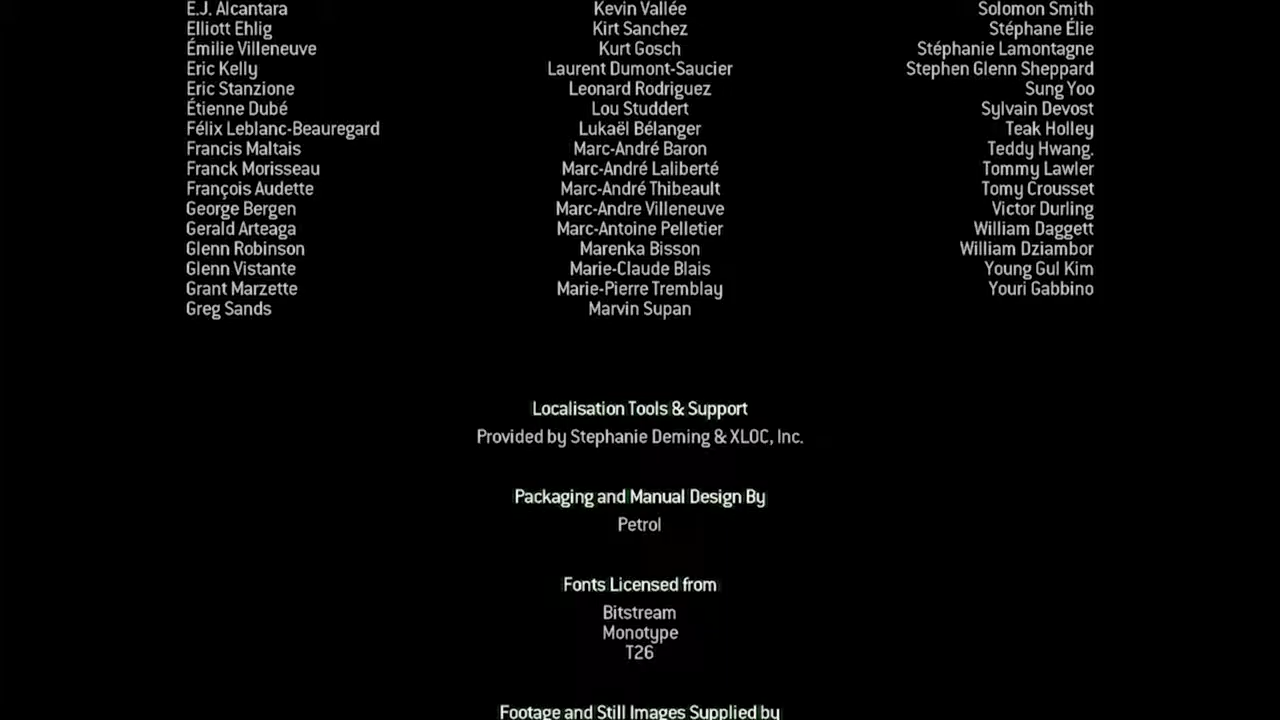 E.J. Alcantara
Elliott Ehlig
Émilie Villeneuve
Eric Kelly
Eric Stanzione
Étienne Dubé
Félix Leblanc-Beauregard
Francis Maltais
Franck Morisseau
François Audette
George Bergen
Gerald Arteaga
Glenn Robinson
Glenn Vistante
Grant Marzette
Greg Sands
Kevin Vallée
Kirt Sanchez
Kurt Gosch
Laurent Dumont-Saucier
Leonard Rodriguez
Lou Studdert
Lukaël Bélanger
Marc-André Baron
Marc-André Laliberté
Marc-André Thibeault
Marc-Andre Villeneuve
Marc-Antoine Pelletier
Marenka Bisson
Marie-Claude Blais
Marie-Pierre Tremblay
Marvin Supan
Solomon Smith
Stéphane Élie
Stéphanie Lamontagne
Stephen Glenn Sheppard
Sung Yoo
Sylvain Devost
Teak Holley
Teddy Hwang.
Tommy Lawler
Tomy Crousset
Victor Durling
William Daggett
William Dziambor
Young Gul Kim
Youri Gabbino
Localisation Tools & Support
Provided by Stephanie Deming & XLOC, Inc.
Packaging and Manual Design By
Petrol
Fonts Licensed from
Bitstream
Monotype
T26
Footage and Still Images Supplied by